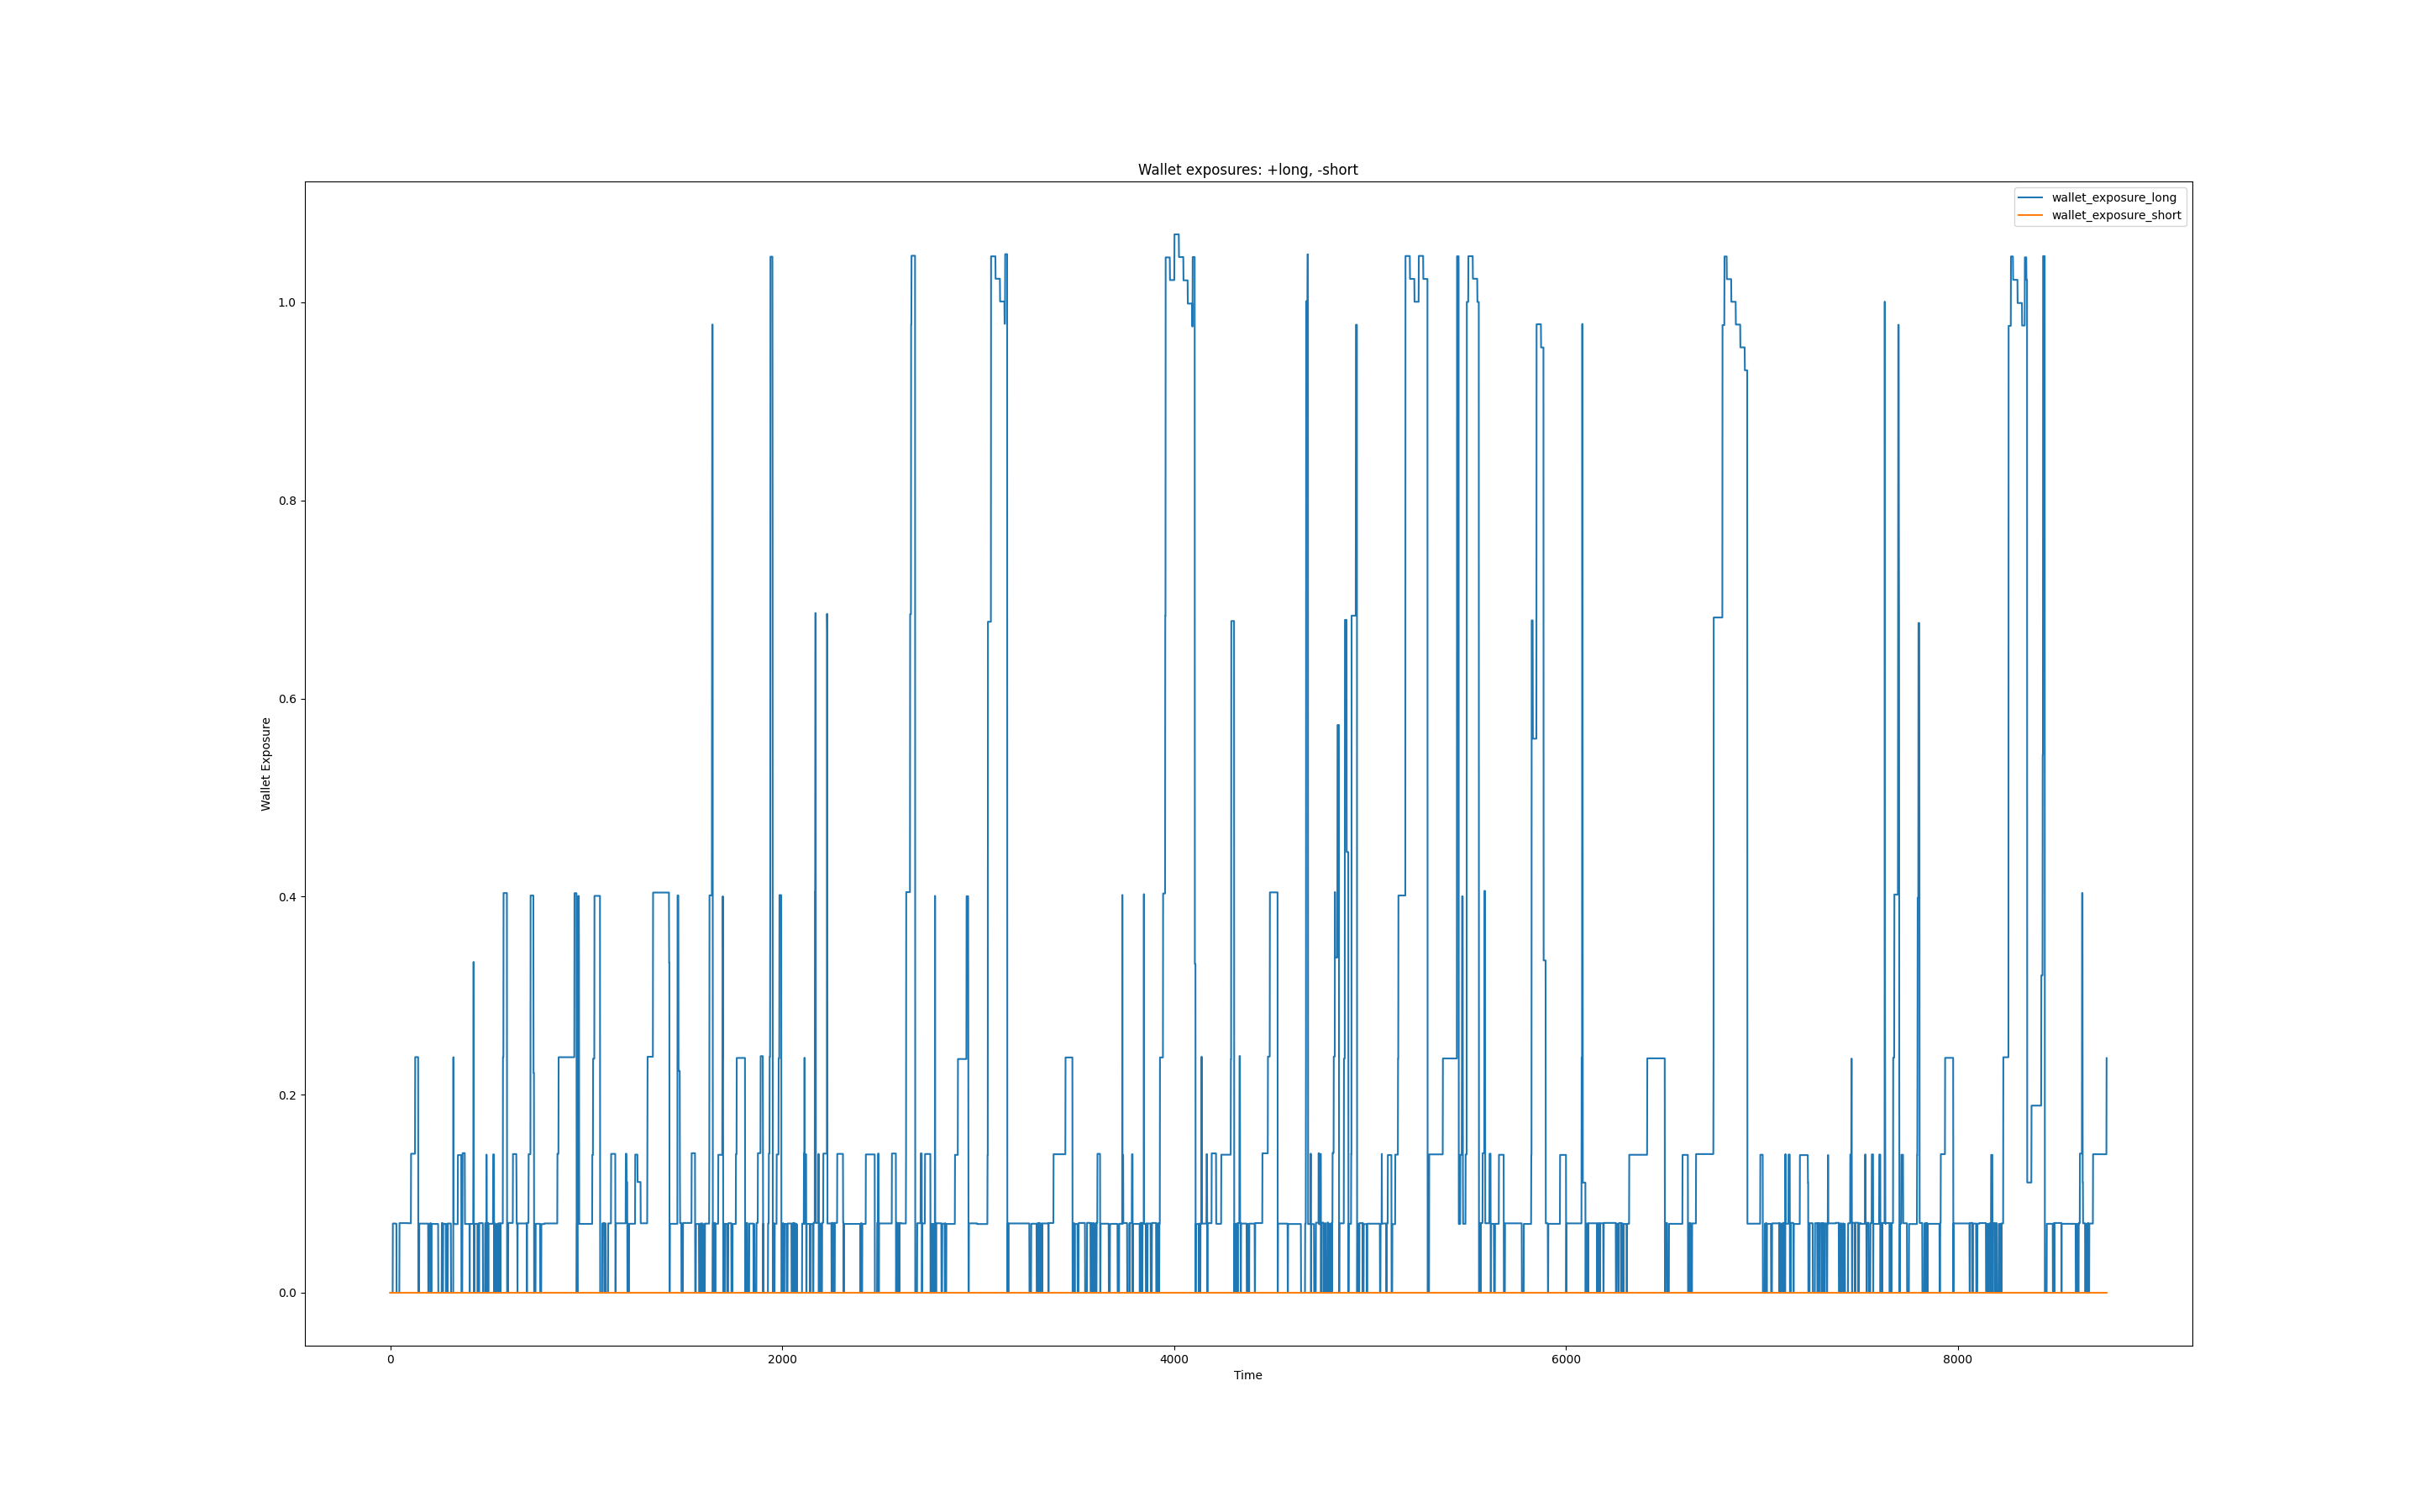 Wallet exposures: +long, -short
wallet_exposure_long
wallet_exposure_short
1.0
0.8
0.6
0.4
0.2
0.0
Wallet Exposure
0 2000 4000 6000 8000
Time